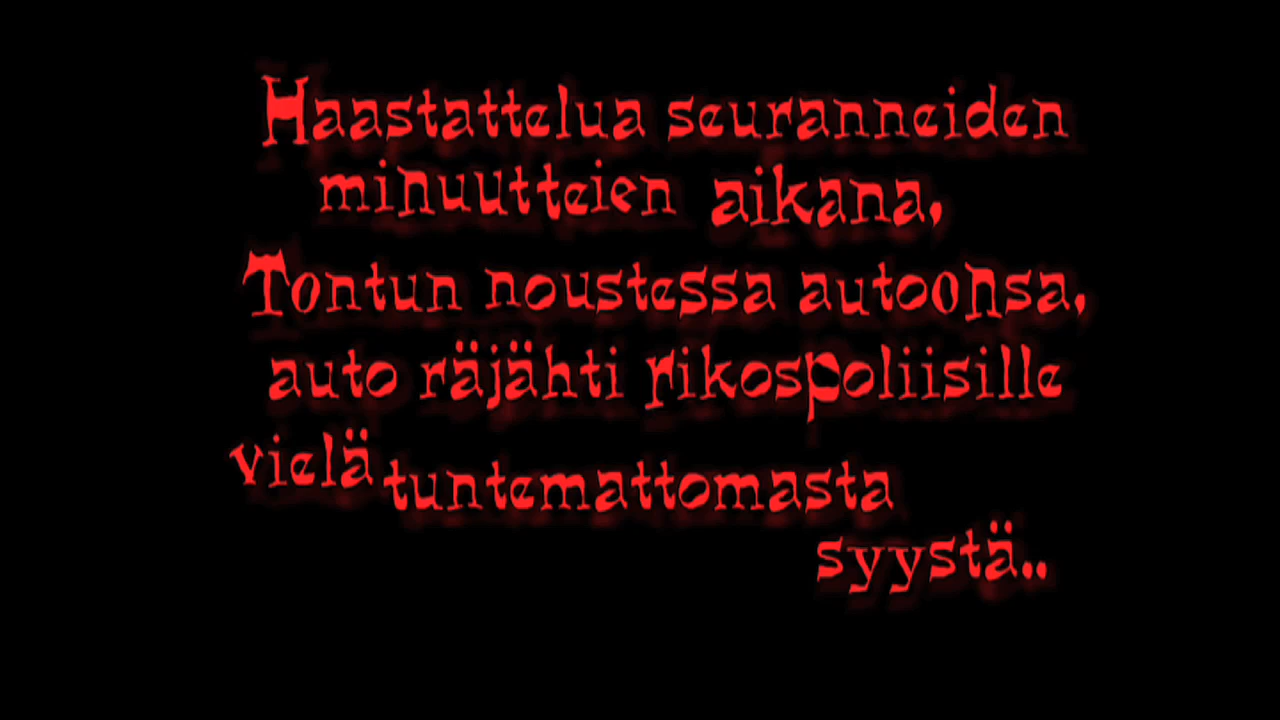 Haastattelua seuranneiden
minuutteien aikana,
Tontun noustessa autoonsa,
auto räjähti rikospoliisille
vielä tuntemattomasta
syystä..